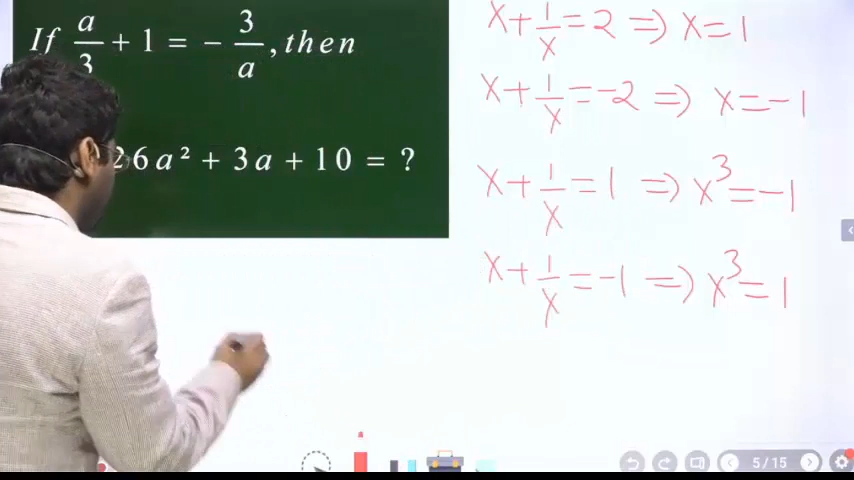 If a/3 + 1 = - 3/a, then
26a² + 3a + 10 = ?
x + 1/x = 2 ⇒ x = 1
x + 1/x = -2 ⇒ x = -1
x + 1/x = 1 ⇒ x³ = -1
x + 1/x = -1 ⇒ x³ = 1
5/15